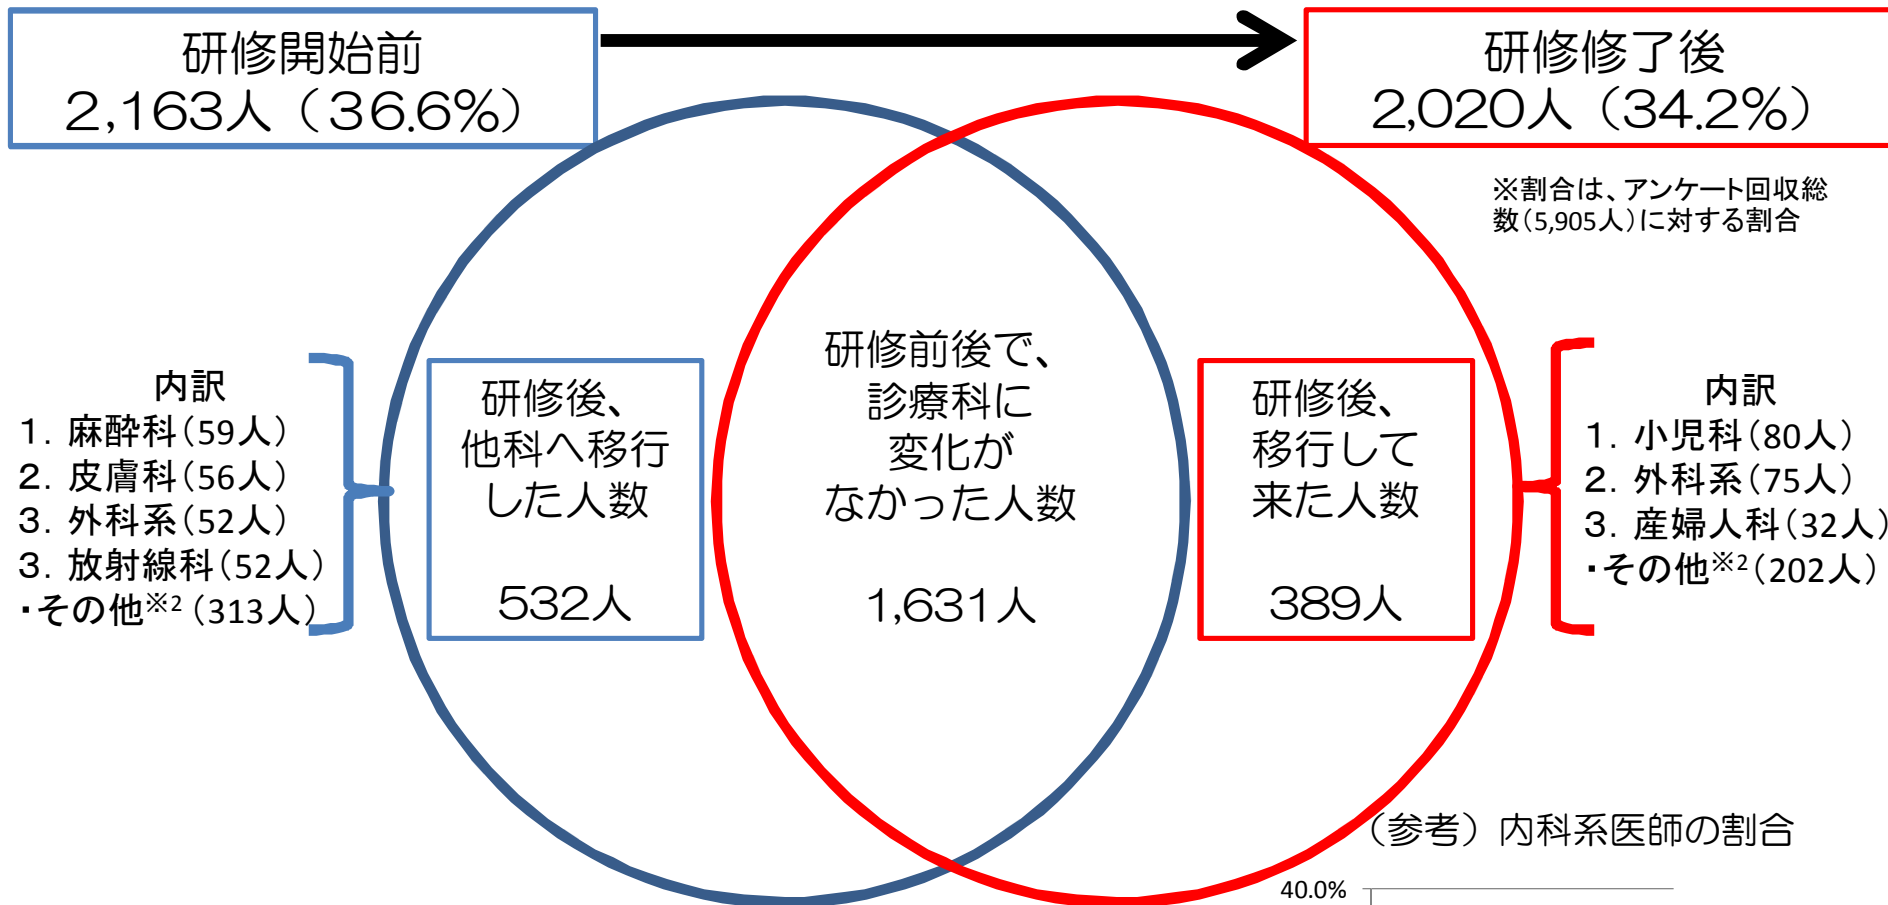 研修開始前
2,163人（36.6%）
研修修了後
2,020人（34.2%）
※割合は、アンケート回収総
数（5,905人）に対する割合
内訳
1．麻酔科（59人）
2．皮膚科（56人）
3．外科系（52人）
3．放射線科（52人）
・その他※2（313人）
研修後、
他科へ移行
した人数
532人
研修前後で、
診療科に
変化が
なかった人数
1,631人
研修後、
移行して
来た人数
389人
内訳
1．小児科（80人）
2．外科系（75人）
3．産婦人科（32人）
・その他※2（202人）
（参考）内科系医師の割合
40.0%